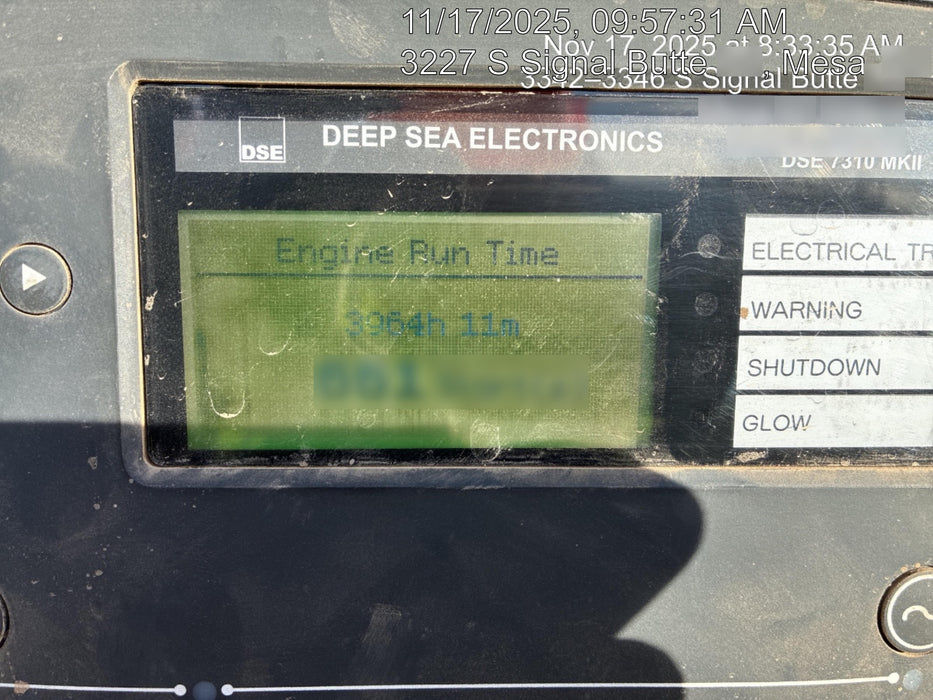 11/17/2025, 09:57:31 AM
Nov 17, 2025 at 8:33:35 AM
3227 S Signal Butte , Mesa
3342–3346 S Signal Butte
DSE
DEEP SEA ELECTRONICS
DSE 7310 MKII
Engine Run Time
3964h 11m
ELECTRICAL TR
WARNING
SHUTDOWN
GLOW